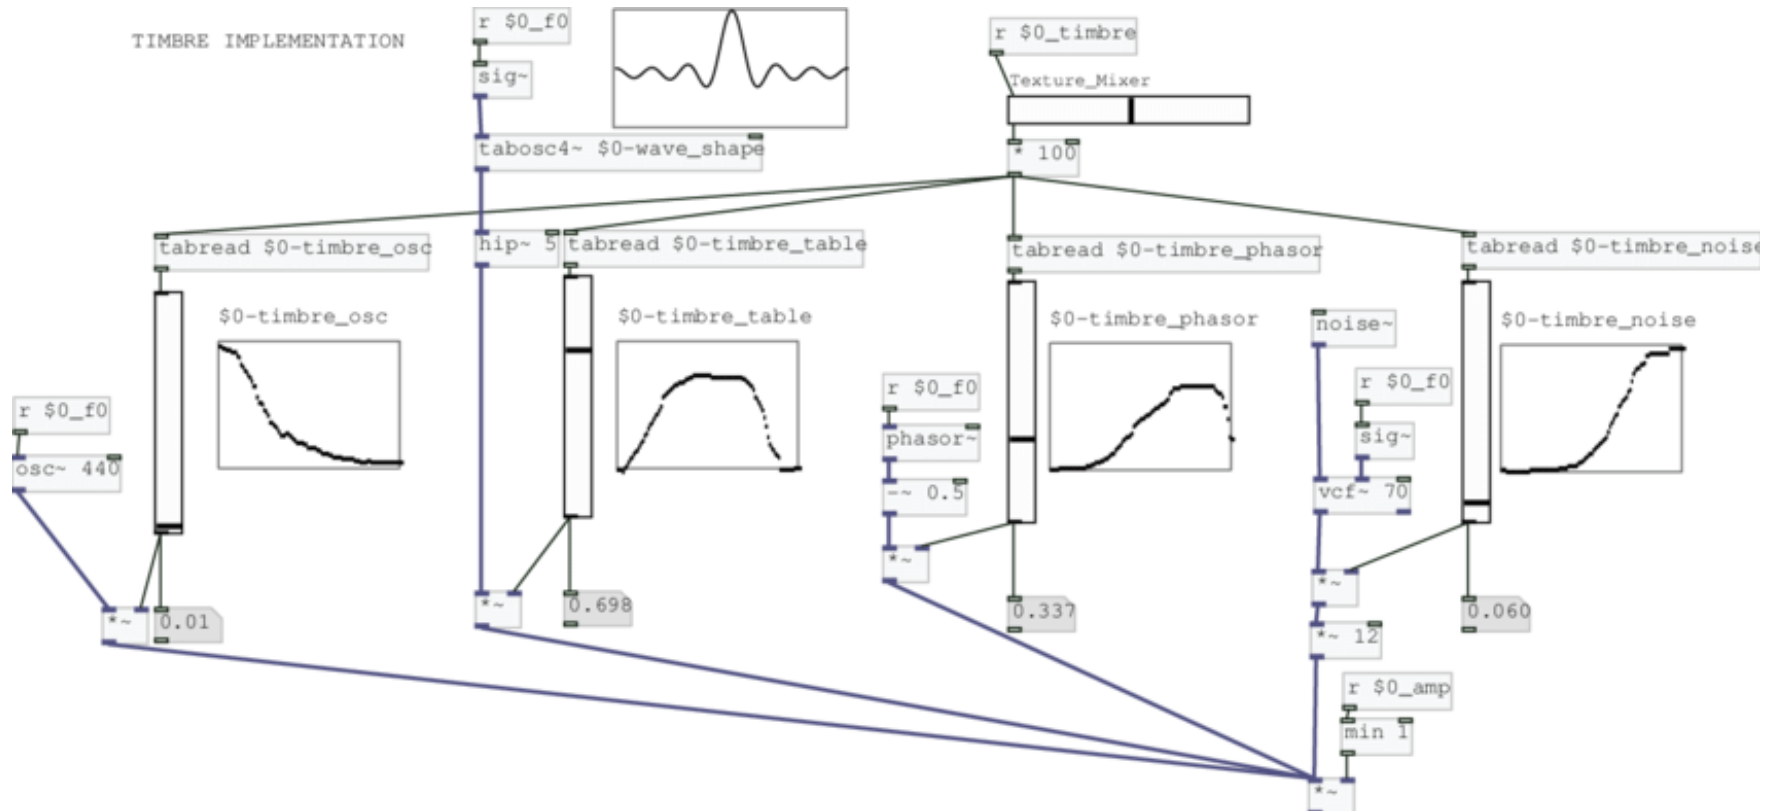 TIMBRE IMPLEMENTATION
r $0_f0
sig~
tabosc4~ $0-wave_shape
r $0_timbre
Texture_Mixer
* 100
tabread $0-timbre_osc
hip~ 5
tabread $0-timbre_table
tabread $0-timbre_phasor
tabread $0-timbre_noise
$0-timbre_osc
$0-timbre_table
$0-timbre_phasor
$0-timbre_noise
noise~
r $0_f0
osc~ 440
r $0_f0
phasor~
-~ 0.5
*~
r $0_f0
sig~
vcf~ 70
*~
*~
0.01
*~
0.698
0.337
0.060
*~ 12
r $0_amp
min 1
*~